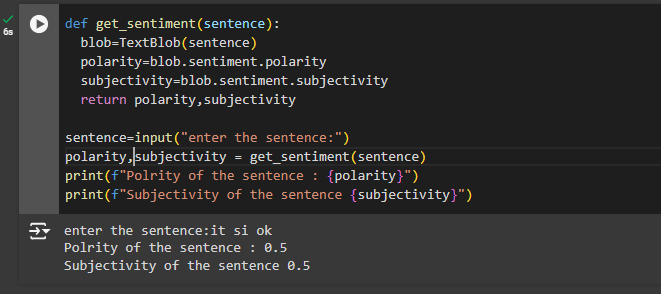 6s
def get_sentiment(sentence):
  blob=TextBlob(sentence)
  polarity=blob.sentiment.polarity
  subjectivity=blob.sentiment.subjectivity
  return polarity,subjectivity

sentence=input("enter the sentence:")
polarity,subjectivity = get_sentiment(sentence)
print(f"Polrity of the sentence : {polarity}")
print(f"Subjectivity of the sentence {subjectivity}")
enter the sentence:it si ok
Polrity of the sentence : 0.5
Subjectivity of the sentence 0.5